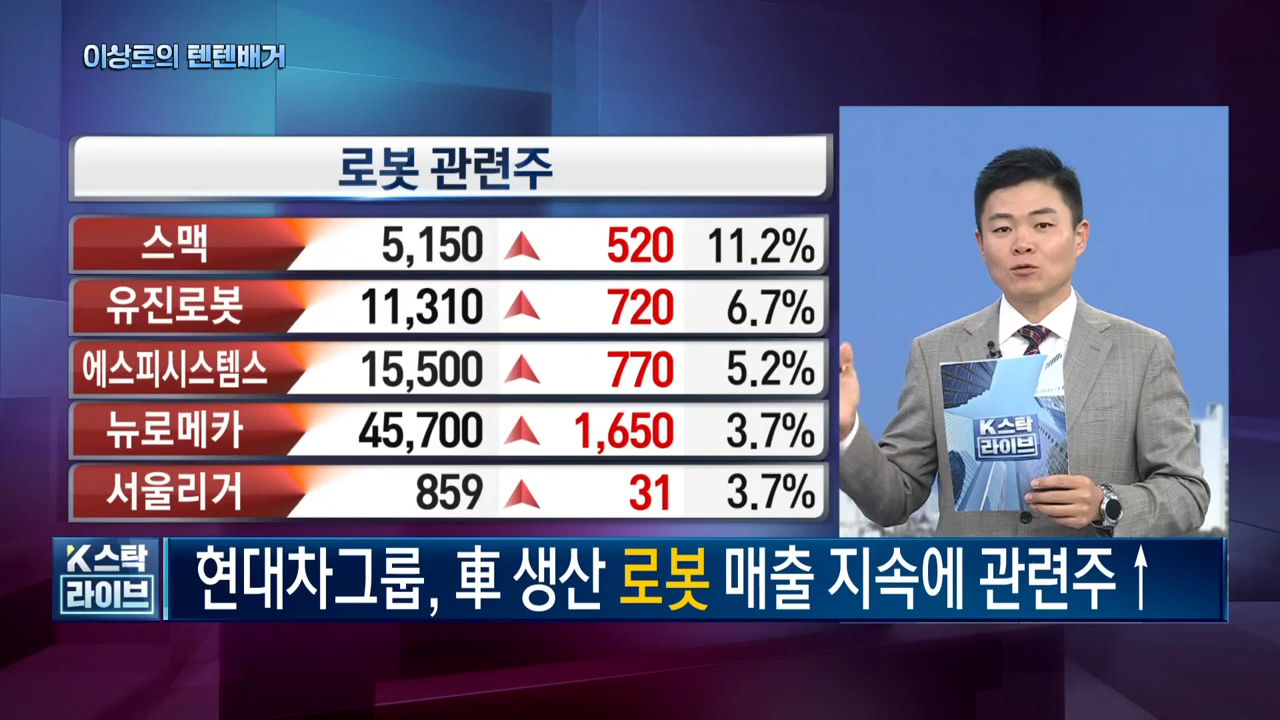 이상로의 텐텐배거
로봇 관련주
스맥 5,150 ▲ 520 11.2%
유진로봇 11,310 ▲ 720 6.7%
에스피시스템스 15,500 ▲ 770 5.2%
뉴로메카 45,700 ▲ 1,650 3.7%
서울리거 859 ▲ 31 3.7%
K스탁
라이브
K스탁
라이브
현대차그룹, 車 생산 로봇 매출 지속에 관련주↑